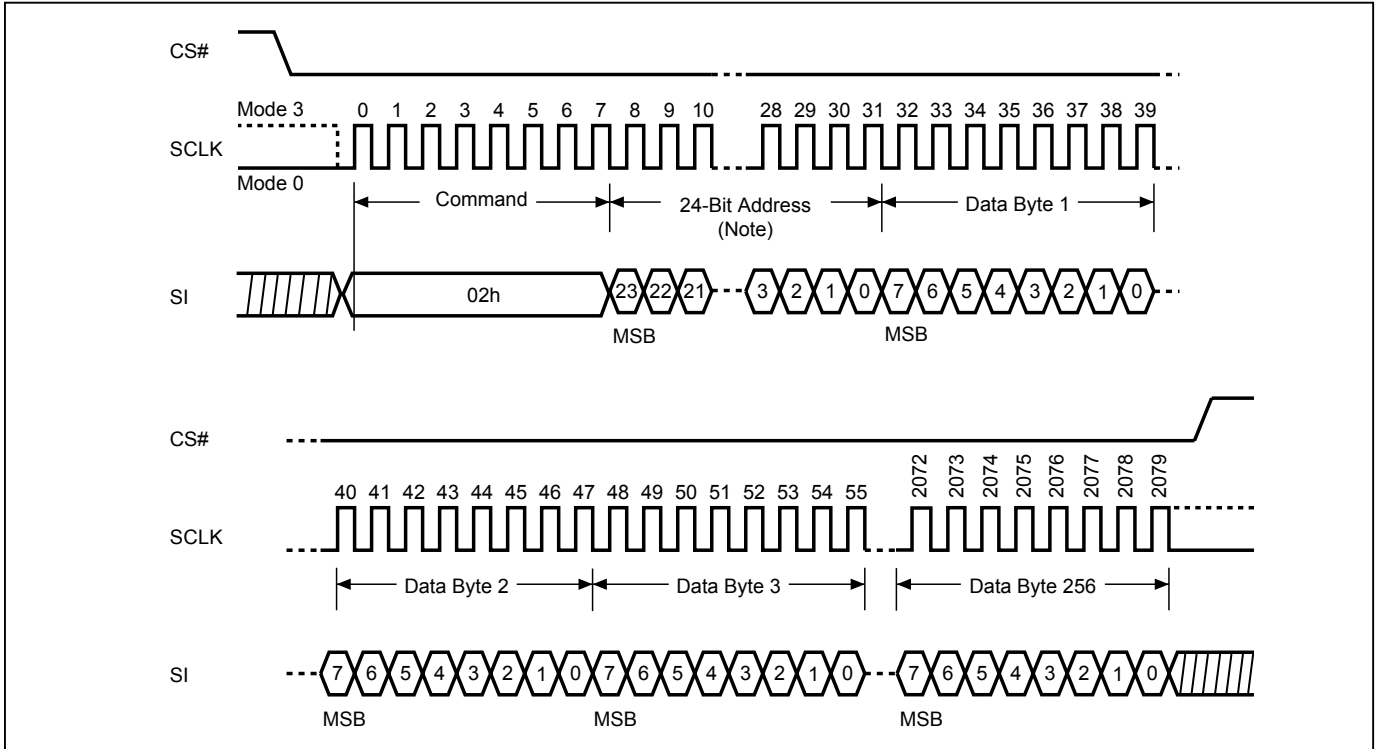 CS#
Mode 3
0 1 2 3 4 5 6 7 8 9 10 28 29 30 31 32 33 34 35 36 37 38 39
SCLK
Mode 0
Command
24-Bit Address
(Note)
Data Byte 1
SI
02h
23 22 21 3 2 1 0 7 6 5 4 3 2 1 0
MSB MSB
CS#
2072 2073 2074 2075 2076 2077 2078 2079
40 41 42 43 44 45 46 47 48 49 50 51 52 53 54 55
SCLK
Data Byte 2 Data Byte 3 Data Byte 256
SI
7 6 5 4 3 2 1 0 7 6 5 4 3 2 1 0 7 6 5 4 3 2 1 0
MSB MSB MSB